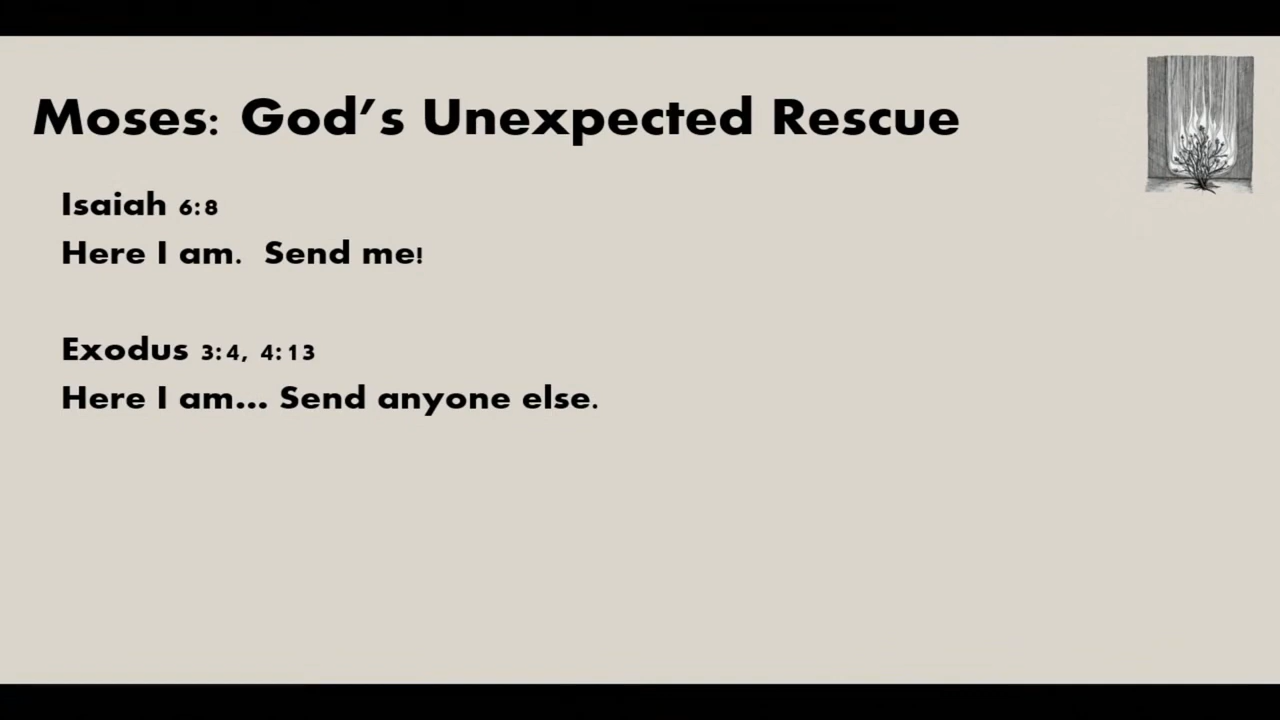 Moses: God’s Unexpected Rescue
Isaiah 6:8
Here I am.  Send me!
Exodus 3:4, 4:13
Here I am... Send anyone else.